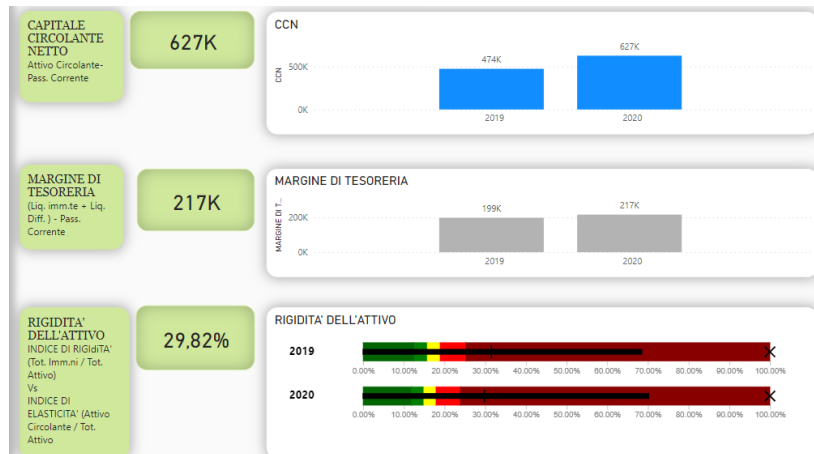 CAPITALE
CIRCOLANTE
NETTO
Attivo Circolante-
Pass. Corrente
627K
CCN
CCN
500K
0K
474K
627K
2019
2020
MARGINE DI
TESORERIA
(Liq. imm.te + Liq.
Diff. ) - Pass.
Corrente
217K
MARGINE DI TESORERIA
MARGINE DI T...
200K
0K
199K
217K
2019
2020
RIGIDITA' DELL'ATTIVO
INDICE DI RIGIdiTA'
(Tot. Imm.ni / Tot.
Attivo)
Vs
INDICE DI
ELASTICITA' (Attivo
Circolante / Tot.
Attivo
29,82%
RIGIDITA' DELL'ATTIVO
2019
0.00% 10.00% 20.00% 30.00% 40.00% 50.00% 60.00% 70.00% 80.00% 90.00% 100.00%
2020
0.00% 10.00% 20.00% 30.00% 40.00% 50.00% 60.00% 70.00% 80.00% 90.00% 100.00%